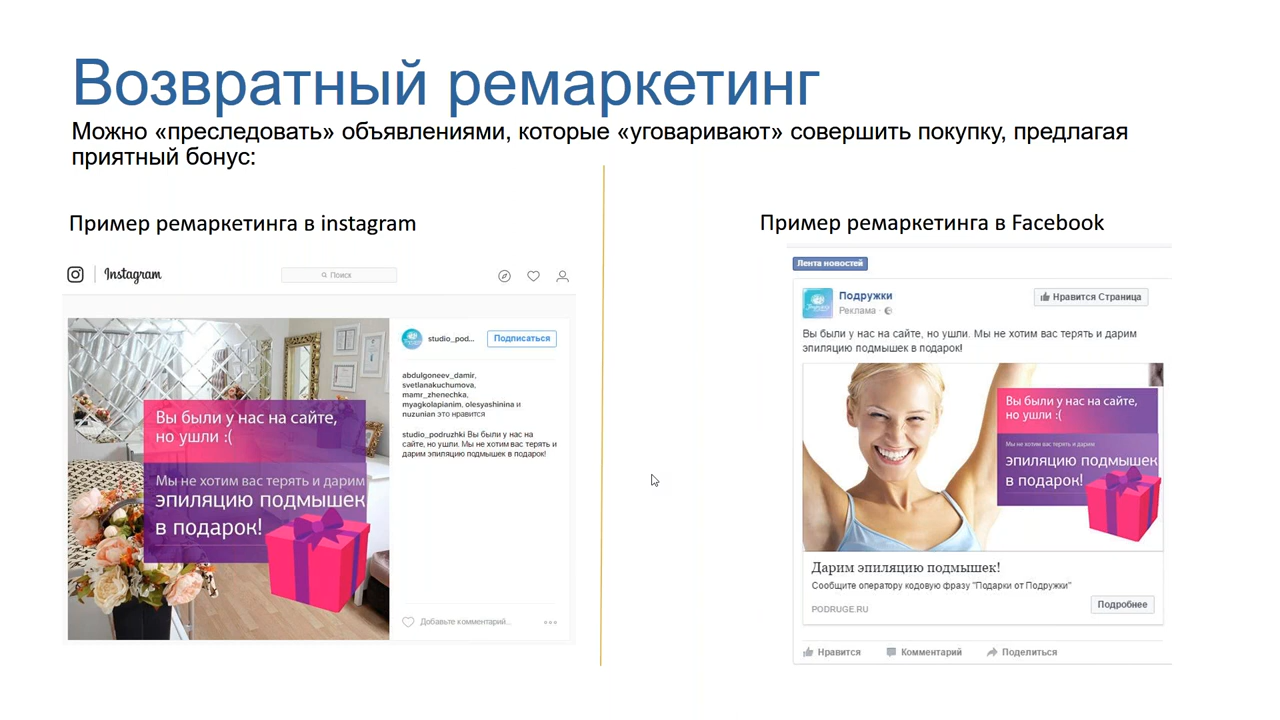 Возвратный ремаркетинг
Можно «преследовать» объявлениями, которые «уговаривают» совершить покупку, предлагая
приятный бонус:
Пример ремаркетинга в instagram
Instagram
Поиск
Вы были у нас на сайте,
но ушли :(
Мы не хотим вас терять и дарим
эпиляцию подмышек
в подарок!
studio_pod...
Подписаться
abdulgoneev_damir,
svetlanakuchumova,
mamr_zhenechka,
myagkolapianim, olesyashinina и
nuzunian это нравится
studio_podruzhki Вы были у нас на
сайте, но ушли. Мы не хотим вас терять и
дарим эпиляцию подмышек в подарок!
Добавьте комментарий...
Пример ремаркетинга в Facebook
Лента новостей
Подружки
Реклама ·
Нравится Страница
Вы были у нас на сайте, но ушли. Мы не хотим вас терять и дарим
эпиляцию подмышек в подарок!
Вы были у нас на сайте,
но ушли :(
Мы не хотим вас терять и дарим
эпиляцию подмышек
в подарок!
Дарим эпиляцию подмышек!
Сообщите оператору кодовую фразу "Подарки от Подружки"
PODRUGE.RU
Подробнее
Нравится
Комментарий
Поделиться